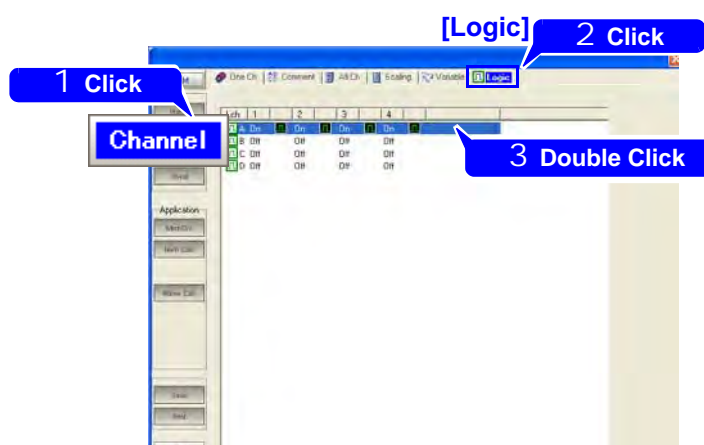 [Logic]
2 Click
1 Click
One Ch Comment All Ch Scaling Variable Logic
Channel
ch 1 2 3 4
A On On On On
B Off Off Off Off
C Off Off Off Off
D Off Off Off Off
3 Double Click
Application
Save